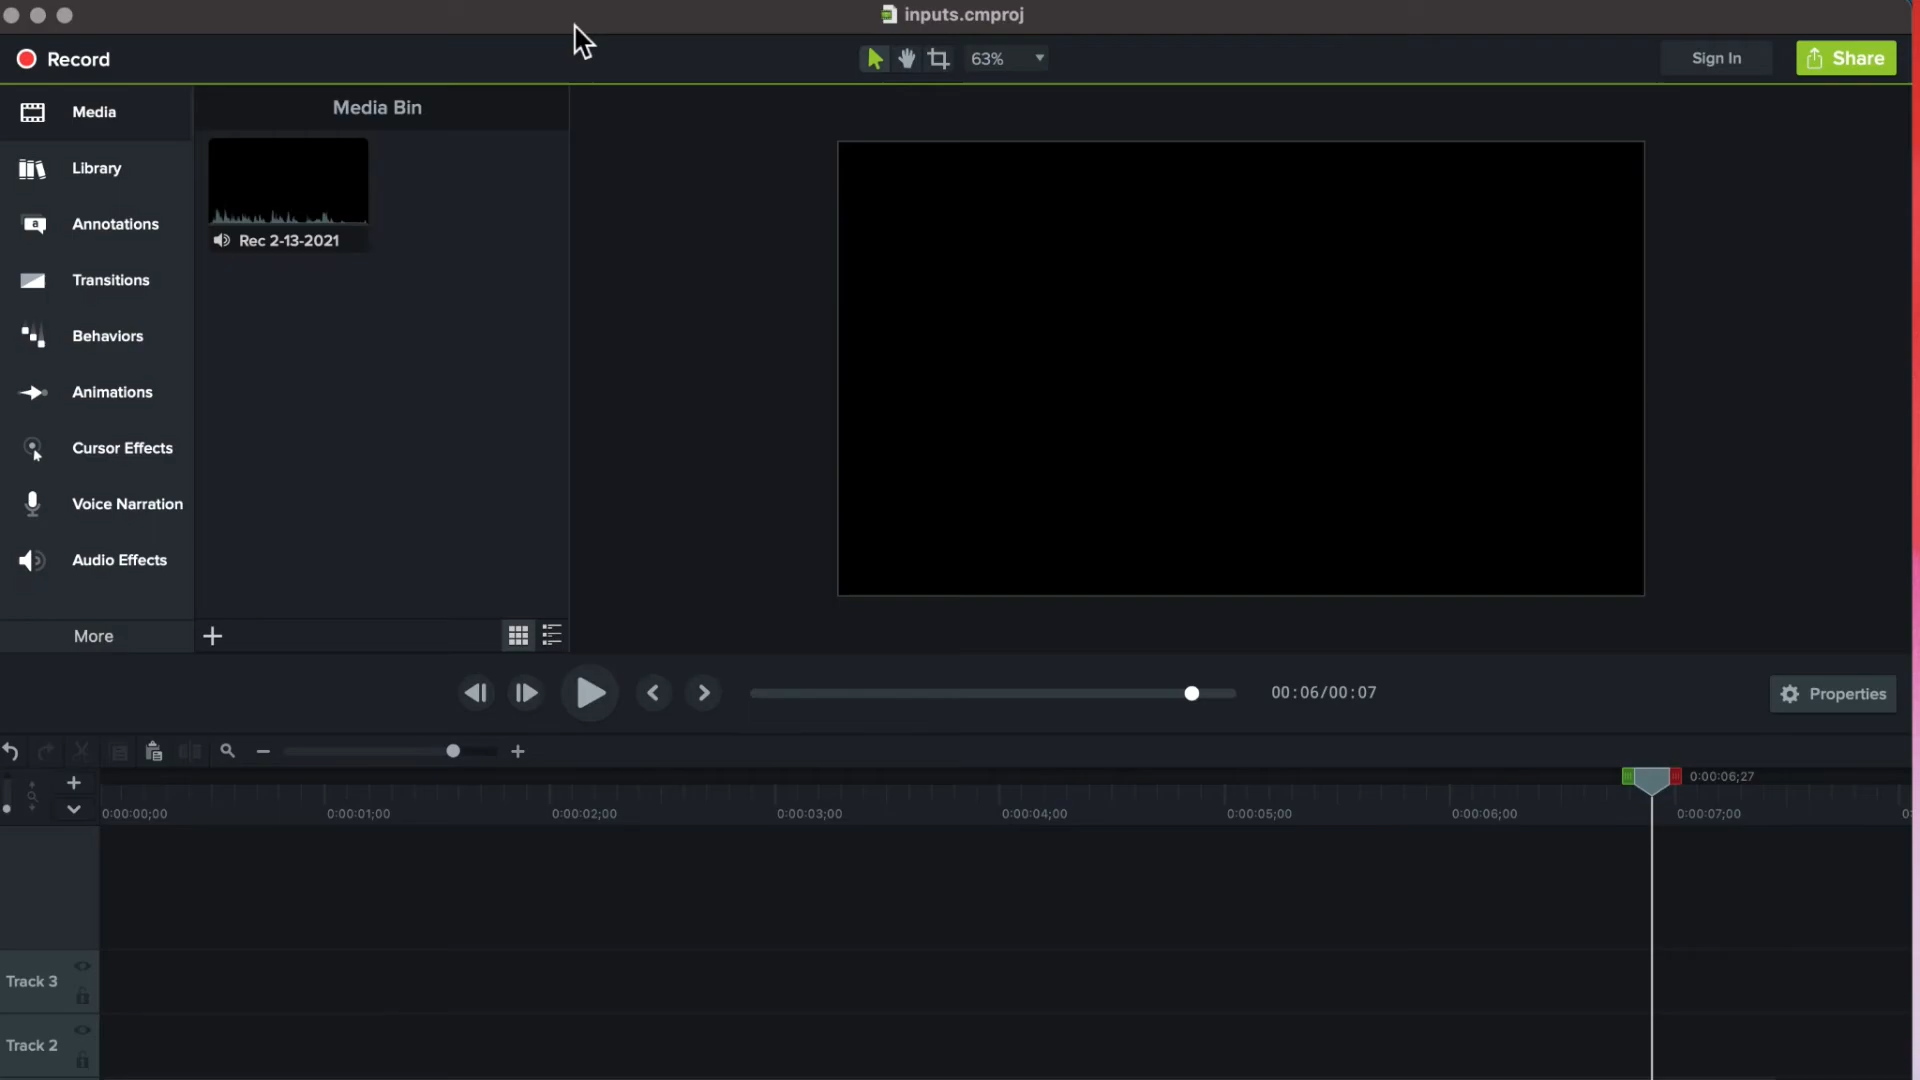 inputs.cmproj
Record
63%
Sign In
Share
Media
Media Bin
Library
Rec 2-13-2021
Annotations
Transitions
Behaviors
Animations
Cursor Effects
Voice Narration
Audio Effects
More
00:06/00:07
Properties
0:00:06;27
0:00:00;00 0:00:01;00 0:00:02;00 0:00:03;00 0:00:04;00 0:00:05;00 0:00:06;00 0:00:07;00
Track 3
Track 2